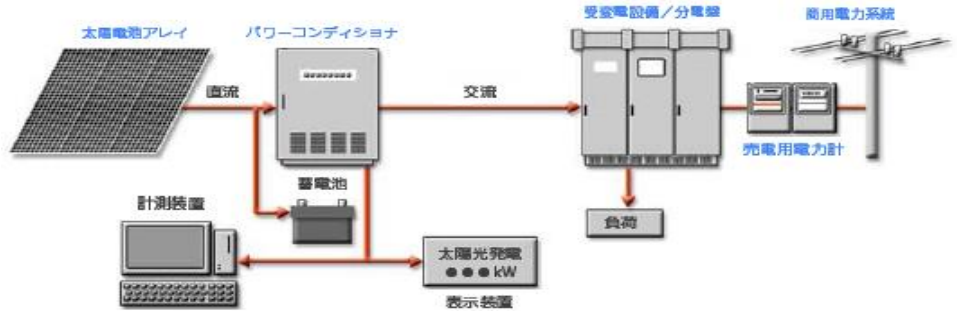 太陽電池アレイ
パワーコンディショナ
受変電設備/分電盤
商用電力系統
直流
交流
売電用電力計
蓄電池
計測装置
負荷
太陽光発電
●●●kW
表示装置